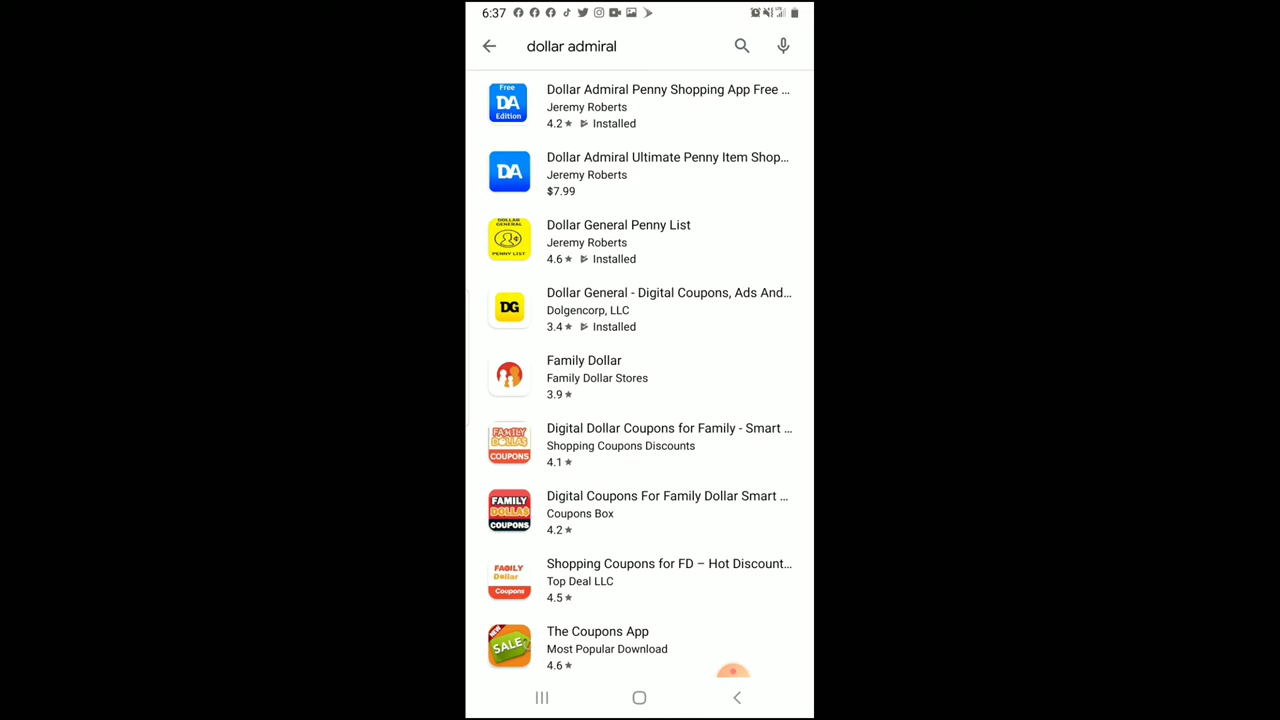 6:37
dollar admiral
Free
DA
Edition
Dollar Admiral Penny Shopping App Free ...
Jeremy Roberts
4.2★ Installed
DA
Dollar Admiral Ultimate Penny Item Shop...
Jeremy Roberts
$7.99
DOLLAR
GENERAL
PENNY LIST
Dollar General Penny List
Jeremy Roberts
4.6★ Installed
DG
Dollar General - Digital Coupons, Ads And...
Dolgencorp, LLC
3.4★ Installed
Family Dollar
Family Dollar Stores
3.9★
FAMILY
DOLLAS
COUPONS
Digital Dollar Coupons for Family - Smart ...
Shopping Coupons Discounts
4.1★
FAMILY
DOLLAS
COUPONS
Digital Coupons For Family Dollar Smart ...
Coupons Box
4.2★
Dollar
Coupons
Shopping Coupons for FD – Hot Discount...
Top Deal LLC
4.5★
NEW
SALE
The Coupons App
Most Popular Download
4.6★